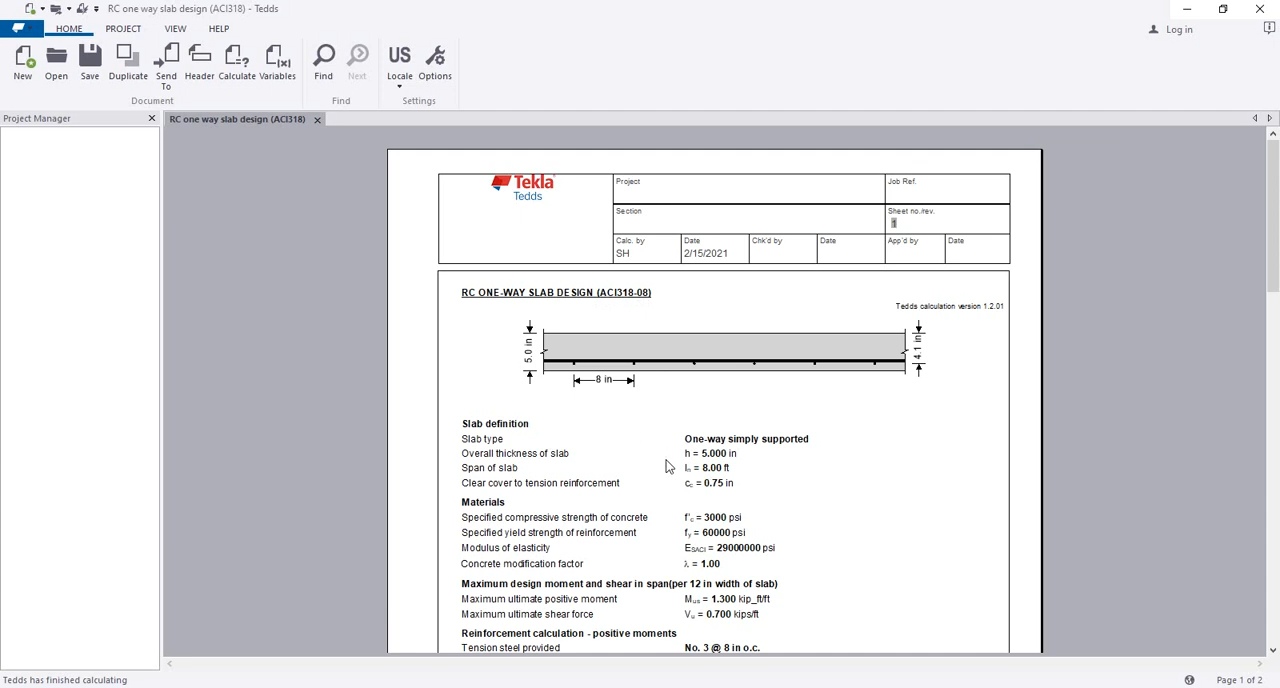 RC one way slab design (ACI318) - Tedds
HOME PROJECT VIEW HELP
Log in
New Open Save Duplicate Send To Header Calculate Variables Find Next US Locale Options
Document Find Settings
Project Manager
RC one way slab design (ACI318)
Tekla
Tedds
Project
Job Ref.
Section
Sheet no./rev.
1
Calc. by
Date
Chk'd by
Date
App'd by
Date
SH
2/15/2021
RC ONE-WAY SLAB DESIGN (ACI318-08)
Tedds calculation version 1.2.01
5.0 in
4.1 in
8 in
Slab definition
Slab type One-way simply supported
Overall thickness of slab h = 5.000 in
Span of slab ln = 8.00 ft
Clear cover to tension reinforcement cc = 0.75 in
Materials
Specified compressive strength of concrete f'c = 3000 psi
Specified yield strength of reinforcement fy = 60000 psi
Modulus of elasticity ESACI = 29000000 psi
Concrete modification factor λ = 1.00
Maximum design moment and shear in span(per 12 in width of slab)
Maximum ultimate positive moment Mus = 1.300 kip_ft/ft
Maximum ultimate shear force Vu = 0.700 kips/ft
Reinforcement calculation - positive moments
Tension steel provided No. 3 @ 8 in o.c.
Tedds has finished calculating
Page 1 of 2